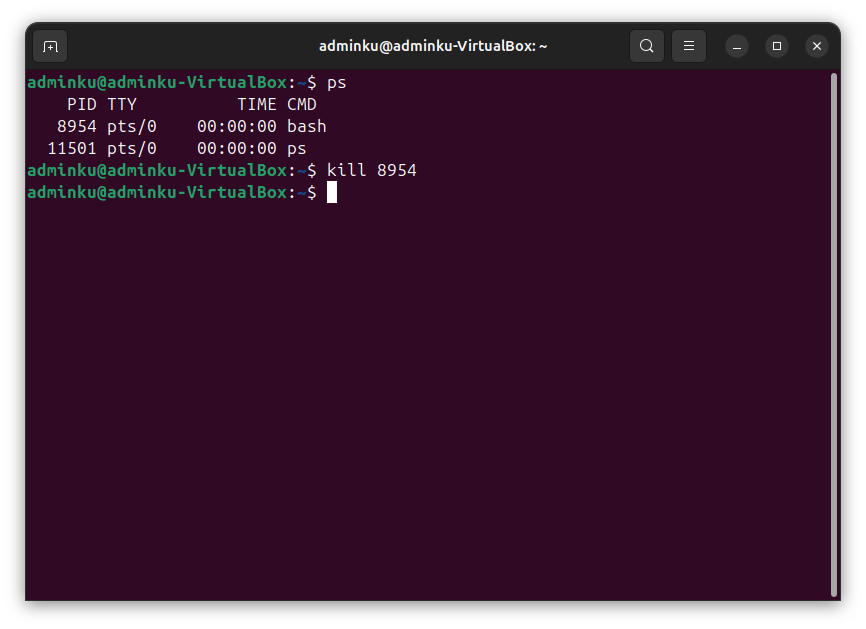 adminku@adminku-VirtualBox: ~
adminku@adminku-VirtualBox:~$ ps
    PID TTY          TIME CMD
   8954 pts/0    00:00:00 bash
  11501 pts/0    00:00:00 ps
adminku@adminku-VirtualBox:~$ kill 8954
adminku@adminku-VirtualBox:~$